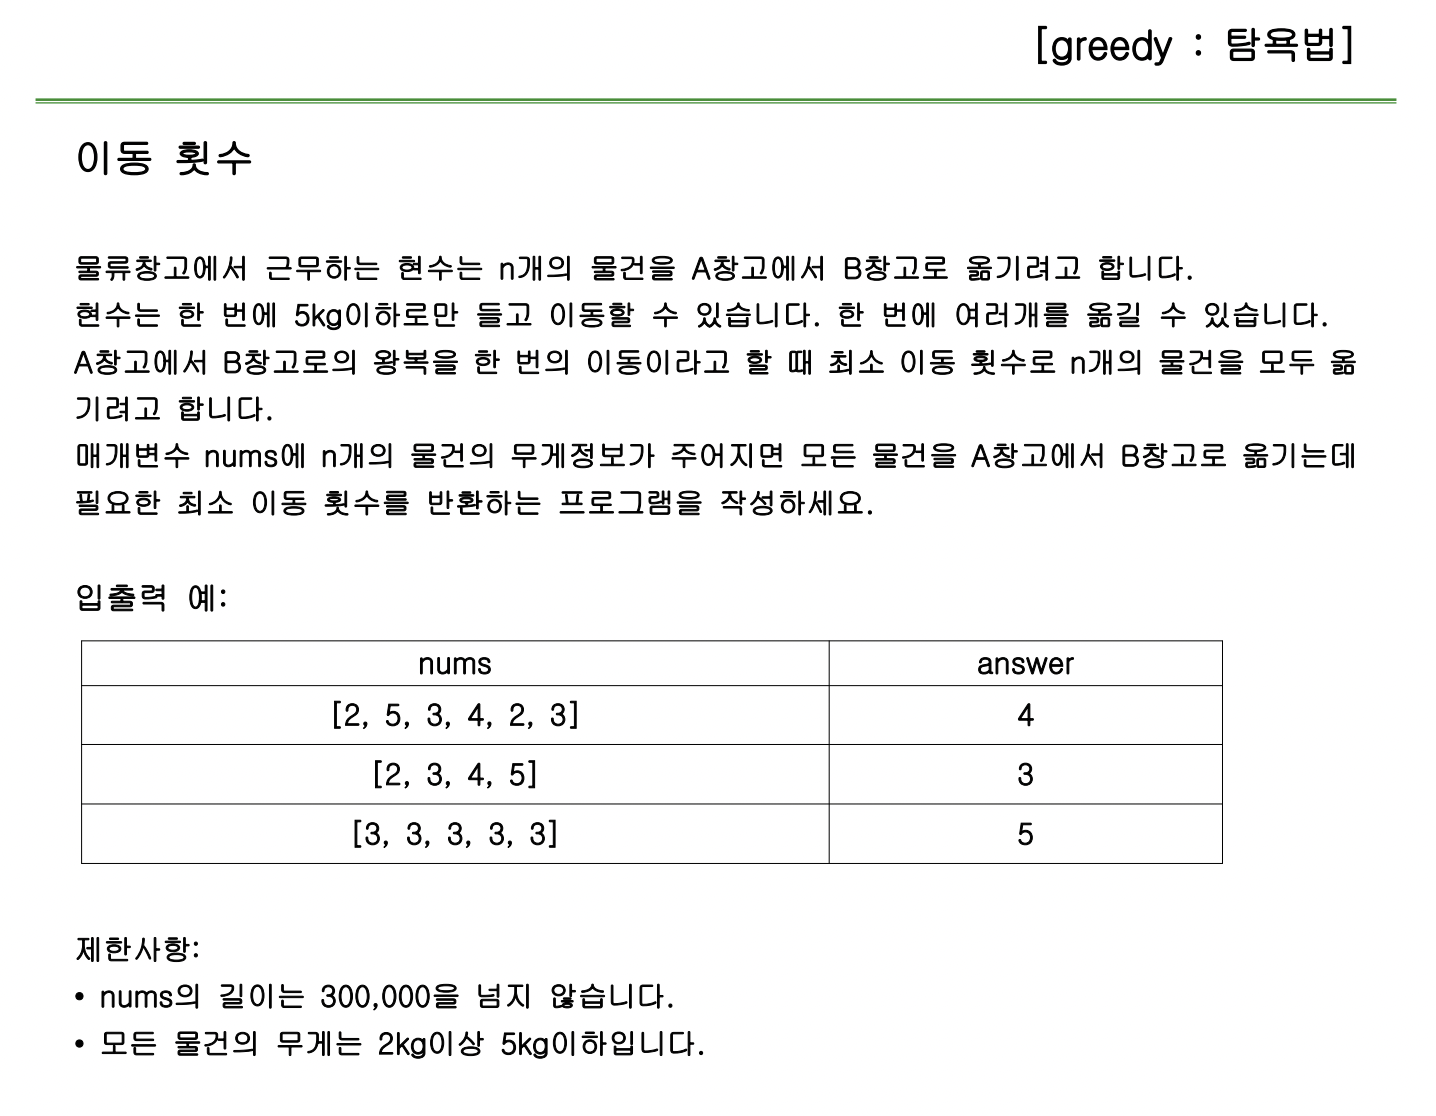 [greedy : 탐욕법]
이동 횟수
물류창고에서 근무하는 현수는 n개의 물건을 A창고에서 B창고로 옮기려고 합니다.
현수는 한 번에 5kg이하로만 들고 이동할 수 있습니다. 한 번에 여러개를 옮길 수 있습니다.
A창고에서 B창고로의 왕복을 한 번의 이동이라고 할 때 최소 이동 횟수로 n개의 물건을 모두 옮
기려고 합니다.
매개변수 nums에 n개의 물건의 무게정보가 주어지면 모든 물건을 A창고에서 B창고로 옮기는데
필요한 최소 이동 횟수를 반환하는 프로그램을 작성하세요.
입출력 예:
nums answer
[2, 5, 3, 4, 2, 3] 4
[2, 3, 4, 5] 3
[3, 3, 3, 3, 3] 5
제한사항:
• nums의 길이는 300,000을 넘지 않습니다.
• 모든 물건의 무게는 2kg이상 5kg이하입니다.